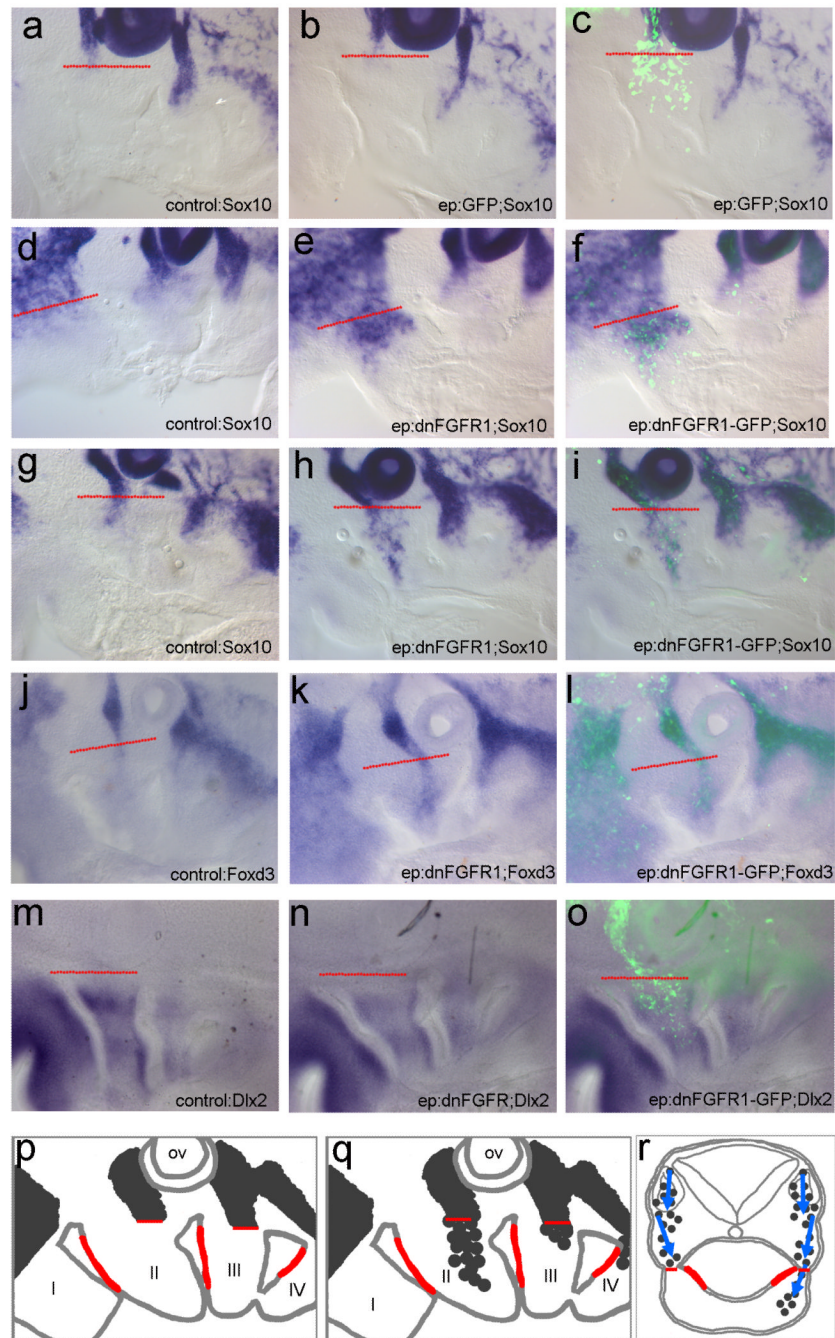 a
control:Sox10
b
ep:GFP;Sox10
c
ep:GFP;Sox10
d
control:Sox10
e
ep:dnFGFR1;Sox10
f
ep:dnFGFR1-GFP;Sox10
g
control:Sox10
h
ep:dnFGFR1;Sox10
i
ep:dnFGFR1-GFP;Sox10
j
control:Foxd3
k
ep:dnFGFR1;Foxd3
l
ep:dnFGFR1-GFP;Foxd3
m
control:Dlx2
n
ep:dnFGFR;Dlx2
o
ep:dnFGFR1-GFP;Dlx2
p
ov
I
II
III
IV
q
ov
I
II
III
IV
r